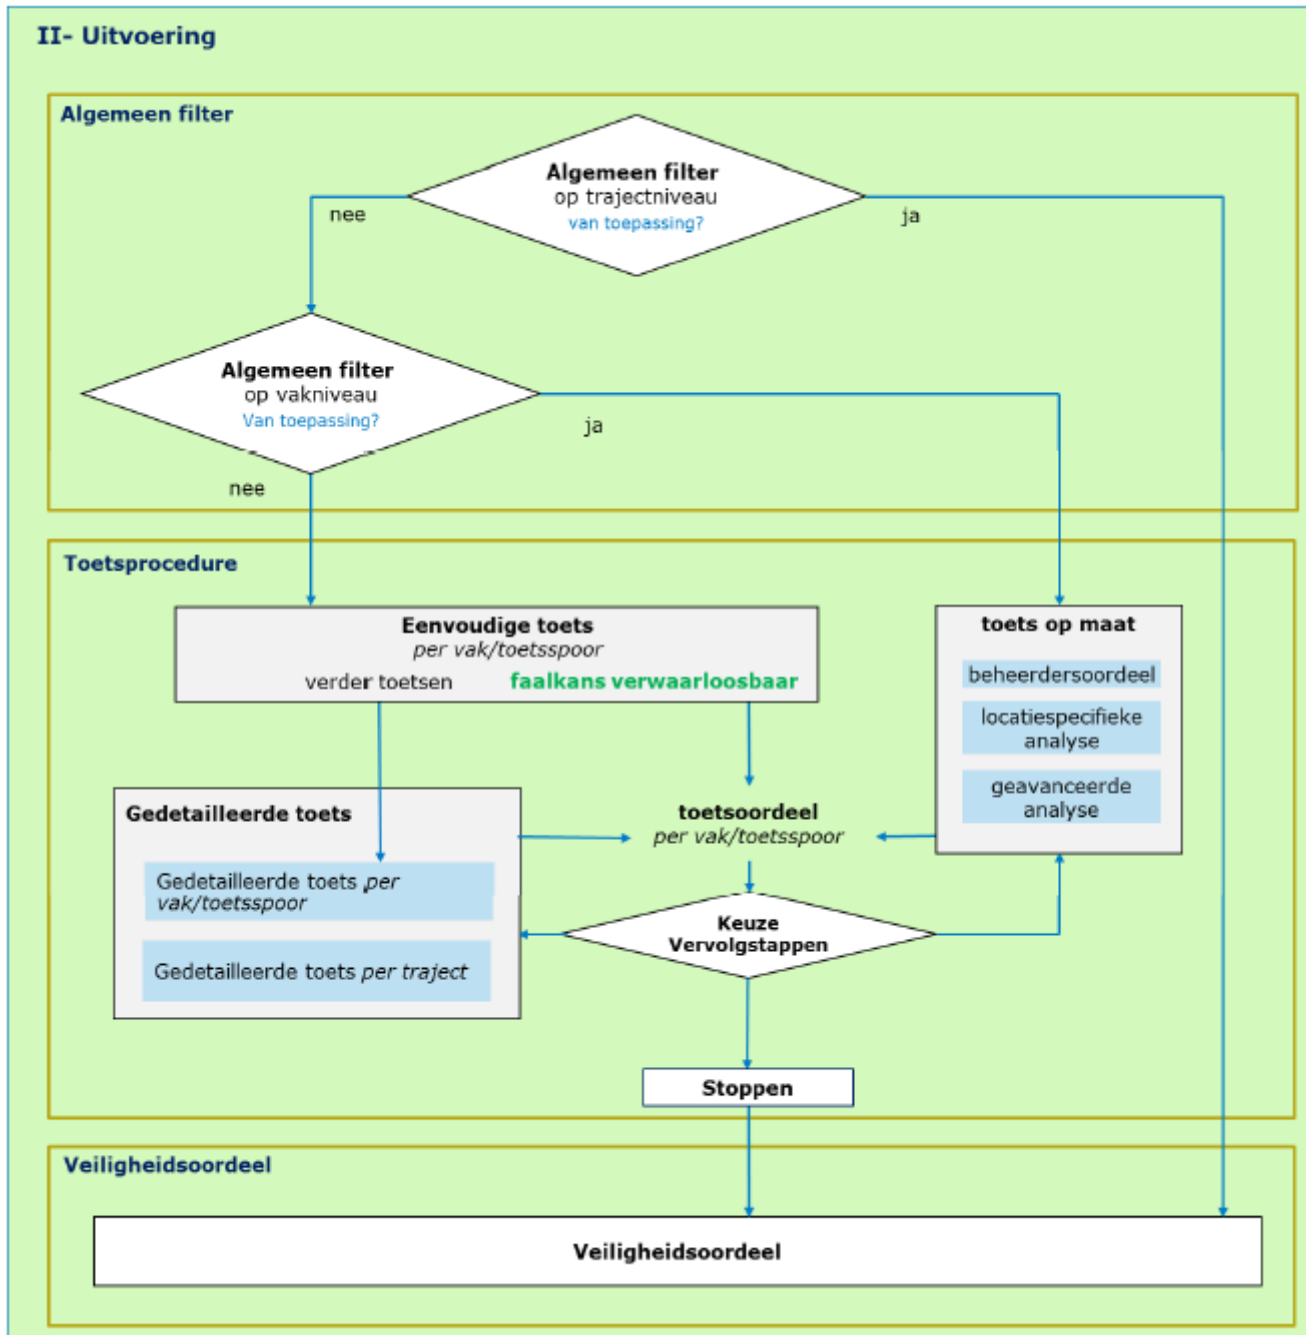 II- Uitvoering
Algemeen filter
Algemeen filter
op trajectniveau
van toepassing?
nee
ja
Algemeen filter
op vakniveau
Van toepassing?
ja
nee
Toetsprocedure
Eenvoudige toets
per vak/toetsspoor
verder toetsen faalkans verwaarloosbaar
toets op maat
beheerdersoordeel
locatiespecifieke
analyse
geavanceerde
analyse
Gedetailleerde toets
Gedetailleerde toets per
vak/toetsspoor
Gedetailleerde toets per traject
toetsoordeel
per vak/toetsspoor
Keuze
Vervolgstappen
Stoppen
Veiligheidsoordeel
Veiligheidsoordeel